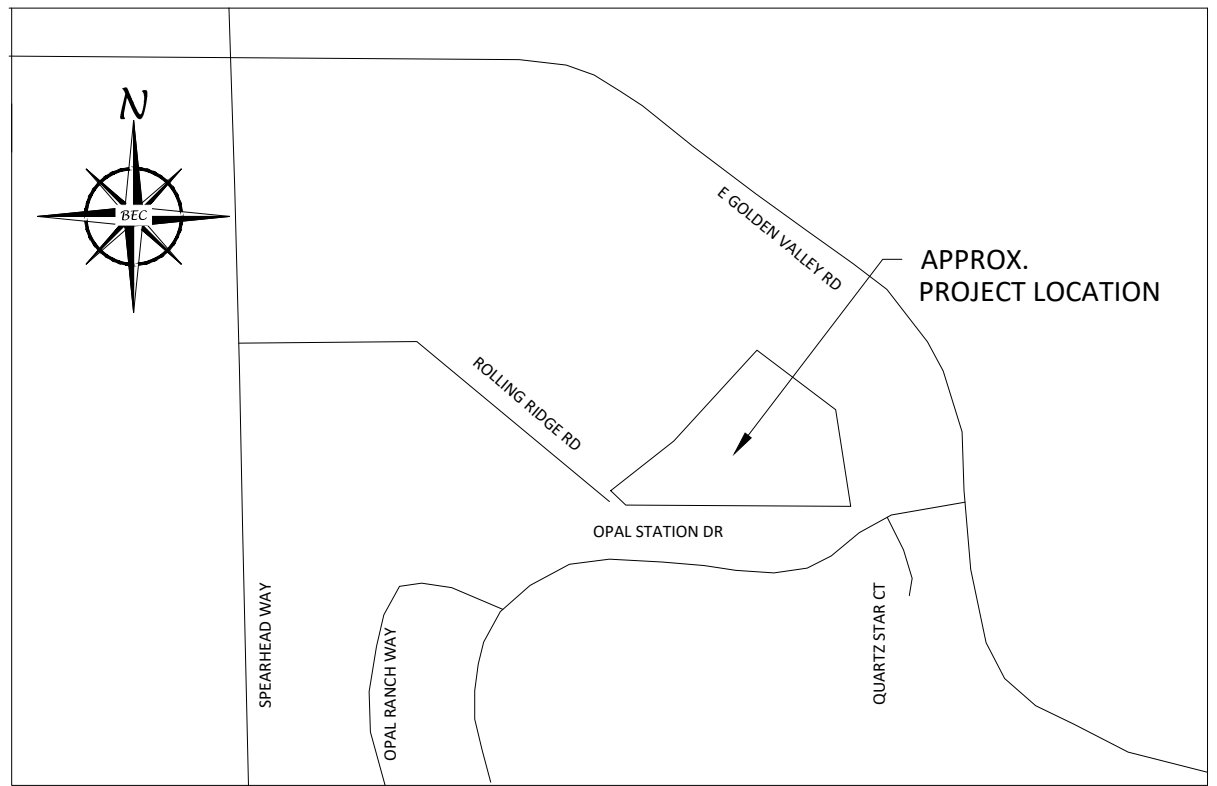 N
BEC
E GOLDEN VALLEY RD
APPROX.
PROJECT LOCATION
ROLLING RIDGE RD
OPAL STATION DR
SPEARHEAD WAY
OPAL RANCH WAY
QUARTZ STAR CT